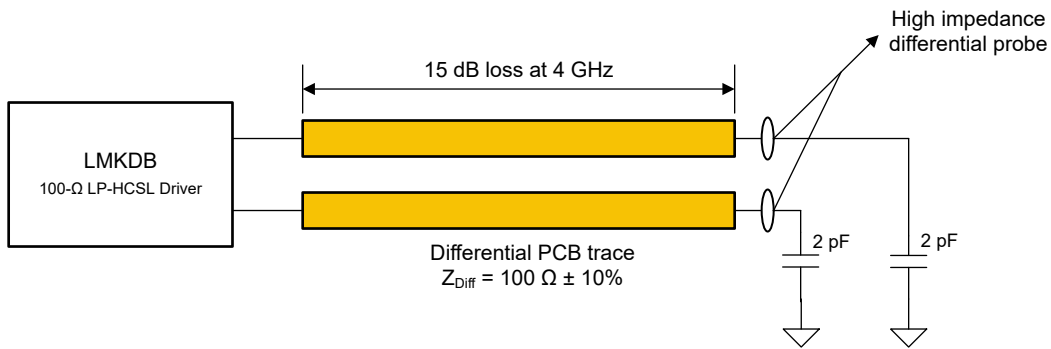 High impedance
differential probe
15 dB loss at 4 GHz
LMKDB
100-Ω LP-HCSL Driver
2 pF
2 pF
Differential PCB trace
Z_Diff = 100 Ω ± 10%